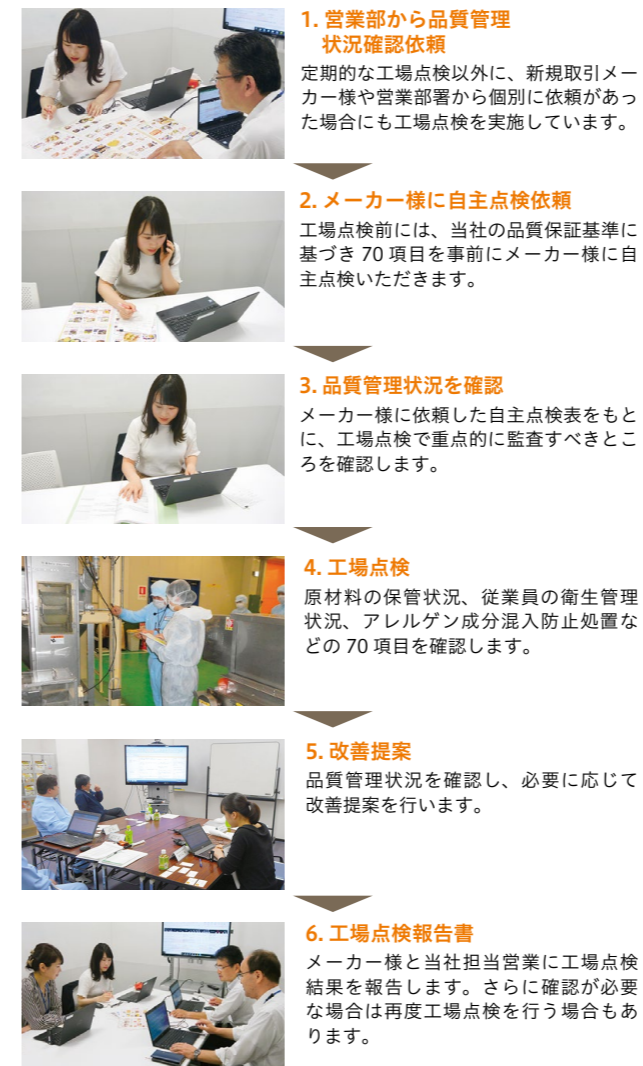 1. 営業部から品質管理
状況確認依頼
定期的な工場点検以外に、新規取引メー
カー様や営業部署から個別に依頼があっ
た場合にも工場点検を実施しています。
2. メーカー様に自主点検依頼
工場点検前には、当社の品質保証基準に
基づき 70 項目を事前にメーカー様に自
主点検いただきます。
3. 品質管理状況を確認
メーカー様に依頼した自主点検表をもと
に、工場点検で重点的に監査すべきとこ
ろを確認します。
4. 工場点検
原材料の保管状況、従業員の衛生管理
状況、アレルゲン成分混入防止処置な
どの 70 項目を確認します。
5. 改善提案
品質管理状況を確認し、必要に応じて
改善提案を行います。
6. 工場点検報告書
メーカー様と当社担当営業に工場点検
結果を報告します。さらに確認が必要
な場合は再度工場点検を行う場合もあ
ります。